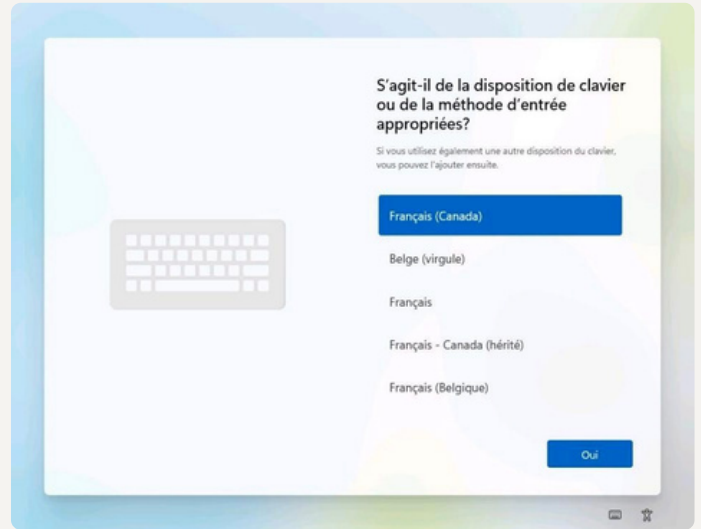 S'agit-il de la disposition de clavier
ou de la méthode d'entrée
appropriées?
Si vous utilisez également une autre disposition du clavier,
vous pouvez l'ajouter ensuite.
Français (Canada)
Belge (virgule)
Français
Français - Canada (hérité)
Français (Belgique)
Oui